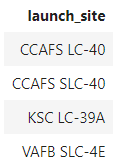 launch_site
CCAFS LC-40
CCAFS SLC-40
KSC LC-39A
VAFB SLC-4E